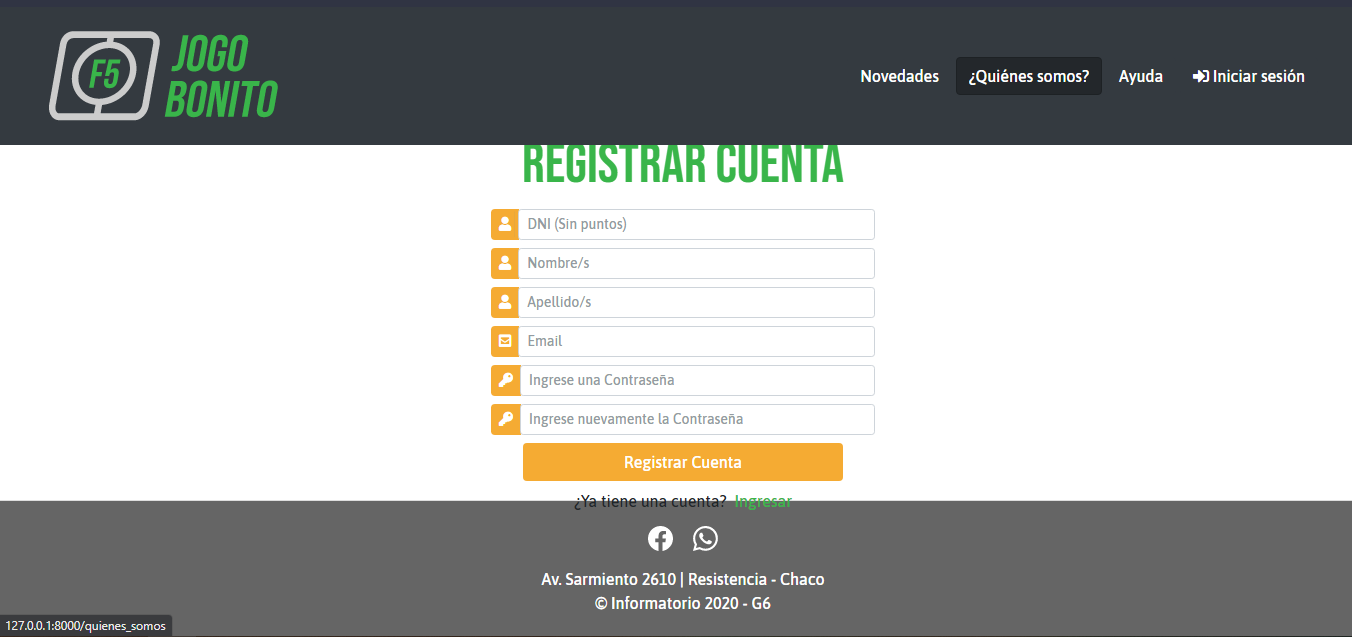 F5
JOGO
BONITO
Novedades
¿Quiénes somos?
Ayuda
Iniciar sesión
REGISTRAR CUENTA
DNI (Sin puntos)
Nombre/s
Apellido/s
Email
Ingrese una Contraseña
Ingrese nuevamente la Contraseña
Registrar Cuenta
¿Ya tiene una cuenta? Ingresar
Av. Sarmiento 2610 | Resistencia - Chaco
© Informatorio 2020 - G6
127.0.0.1:8000/quienes_somos